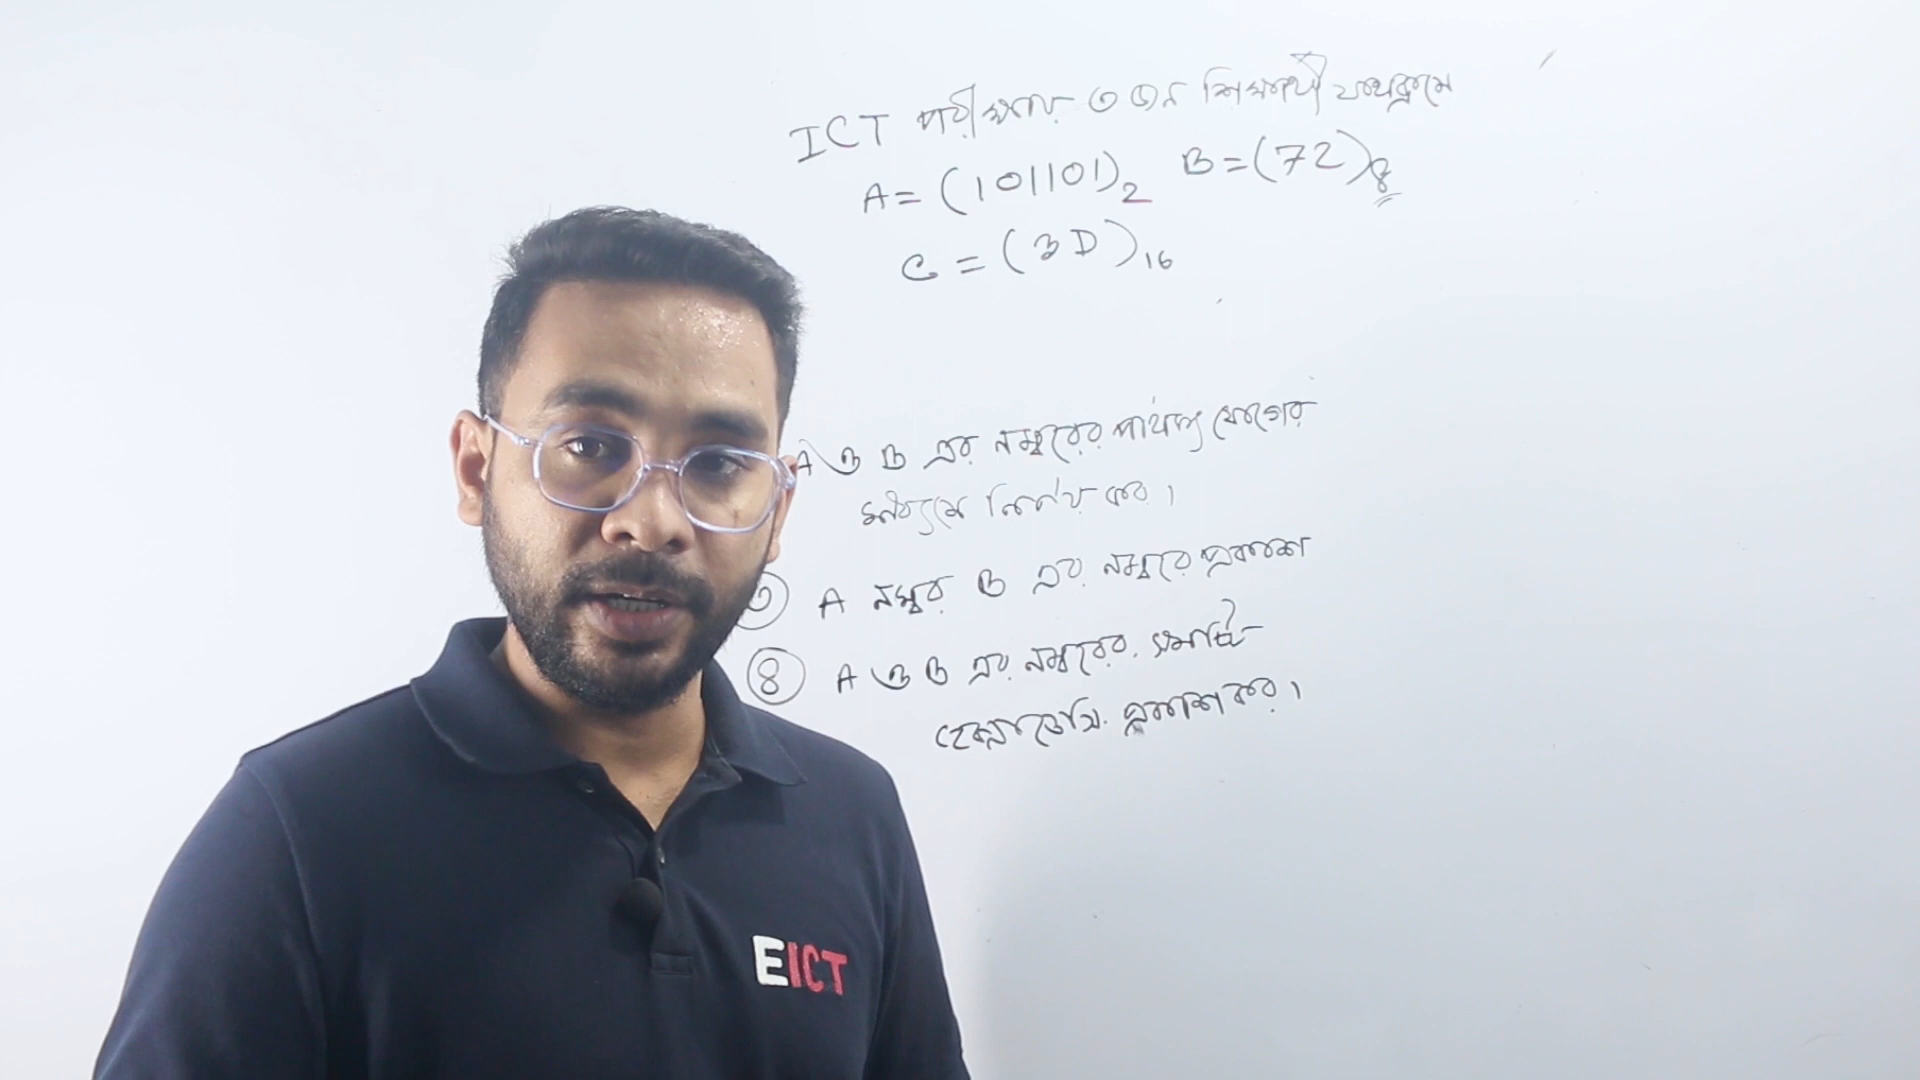 ICT পরীক্ষায় ৩ জন শিক্ষার্থী যথাক্রমে
A = (101101)₂ B = (72)₈
C = (3D)₁₆
A ও B এর নম্বরের পার্থক্য যোগের
মাধ্যমে নির্ণয় কর।
৩ A নম্বর B এর নম্বরে প্রকাশ
৪ A ও B এর নম্বরের সমষ্টি
হেক্সাডেসি. প্রকাশ কর।
EICT